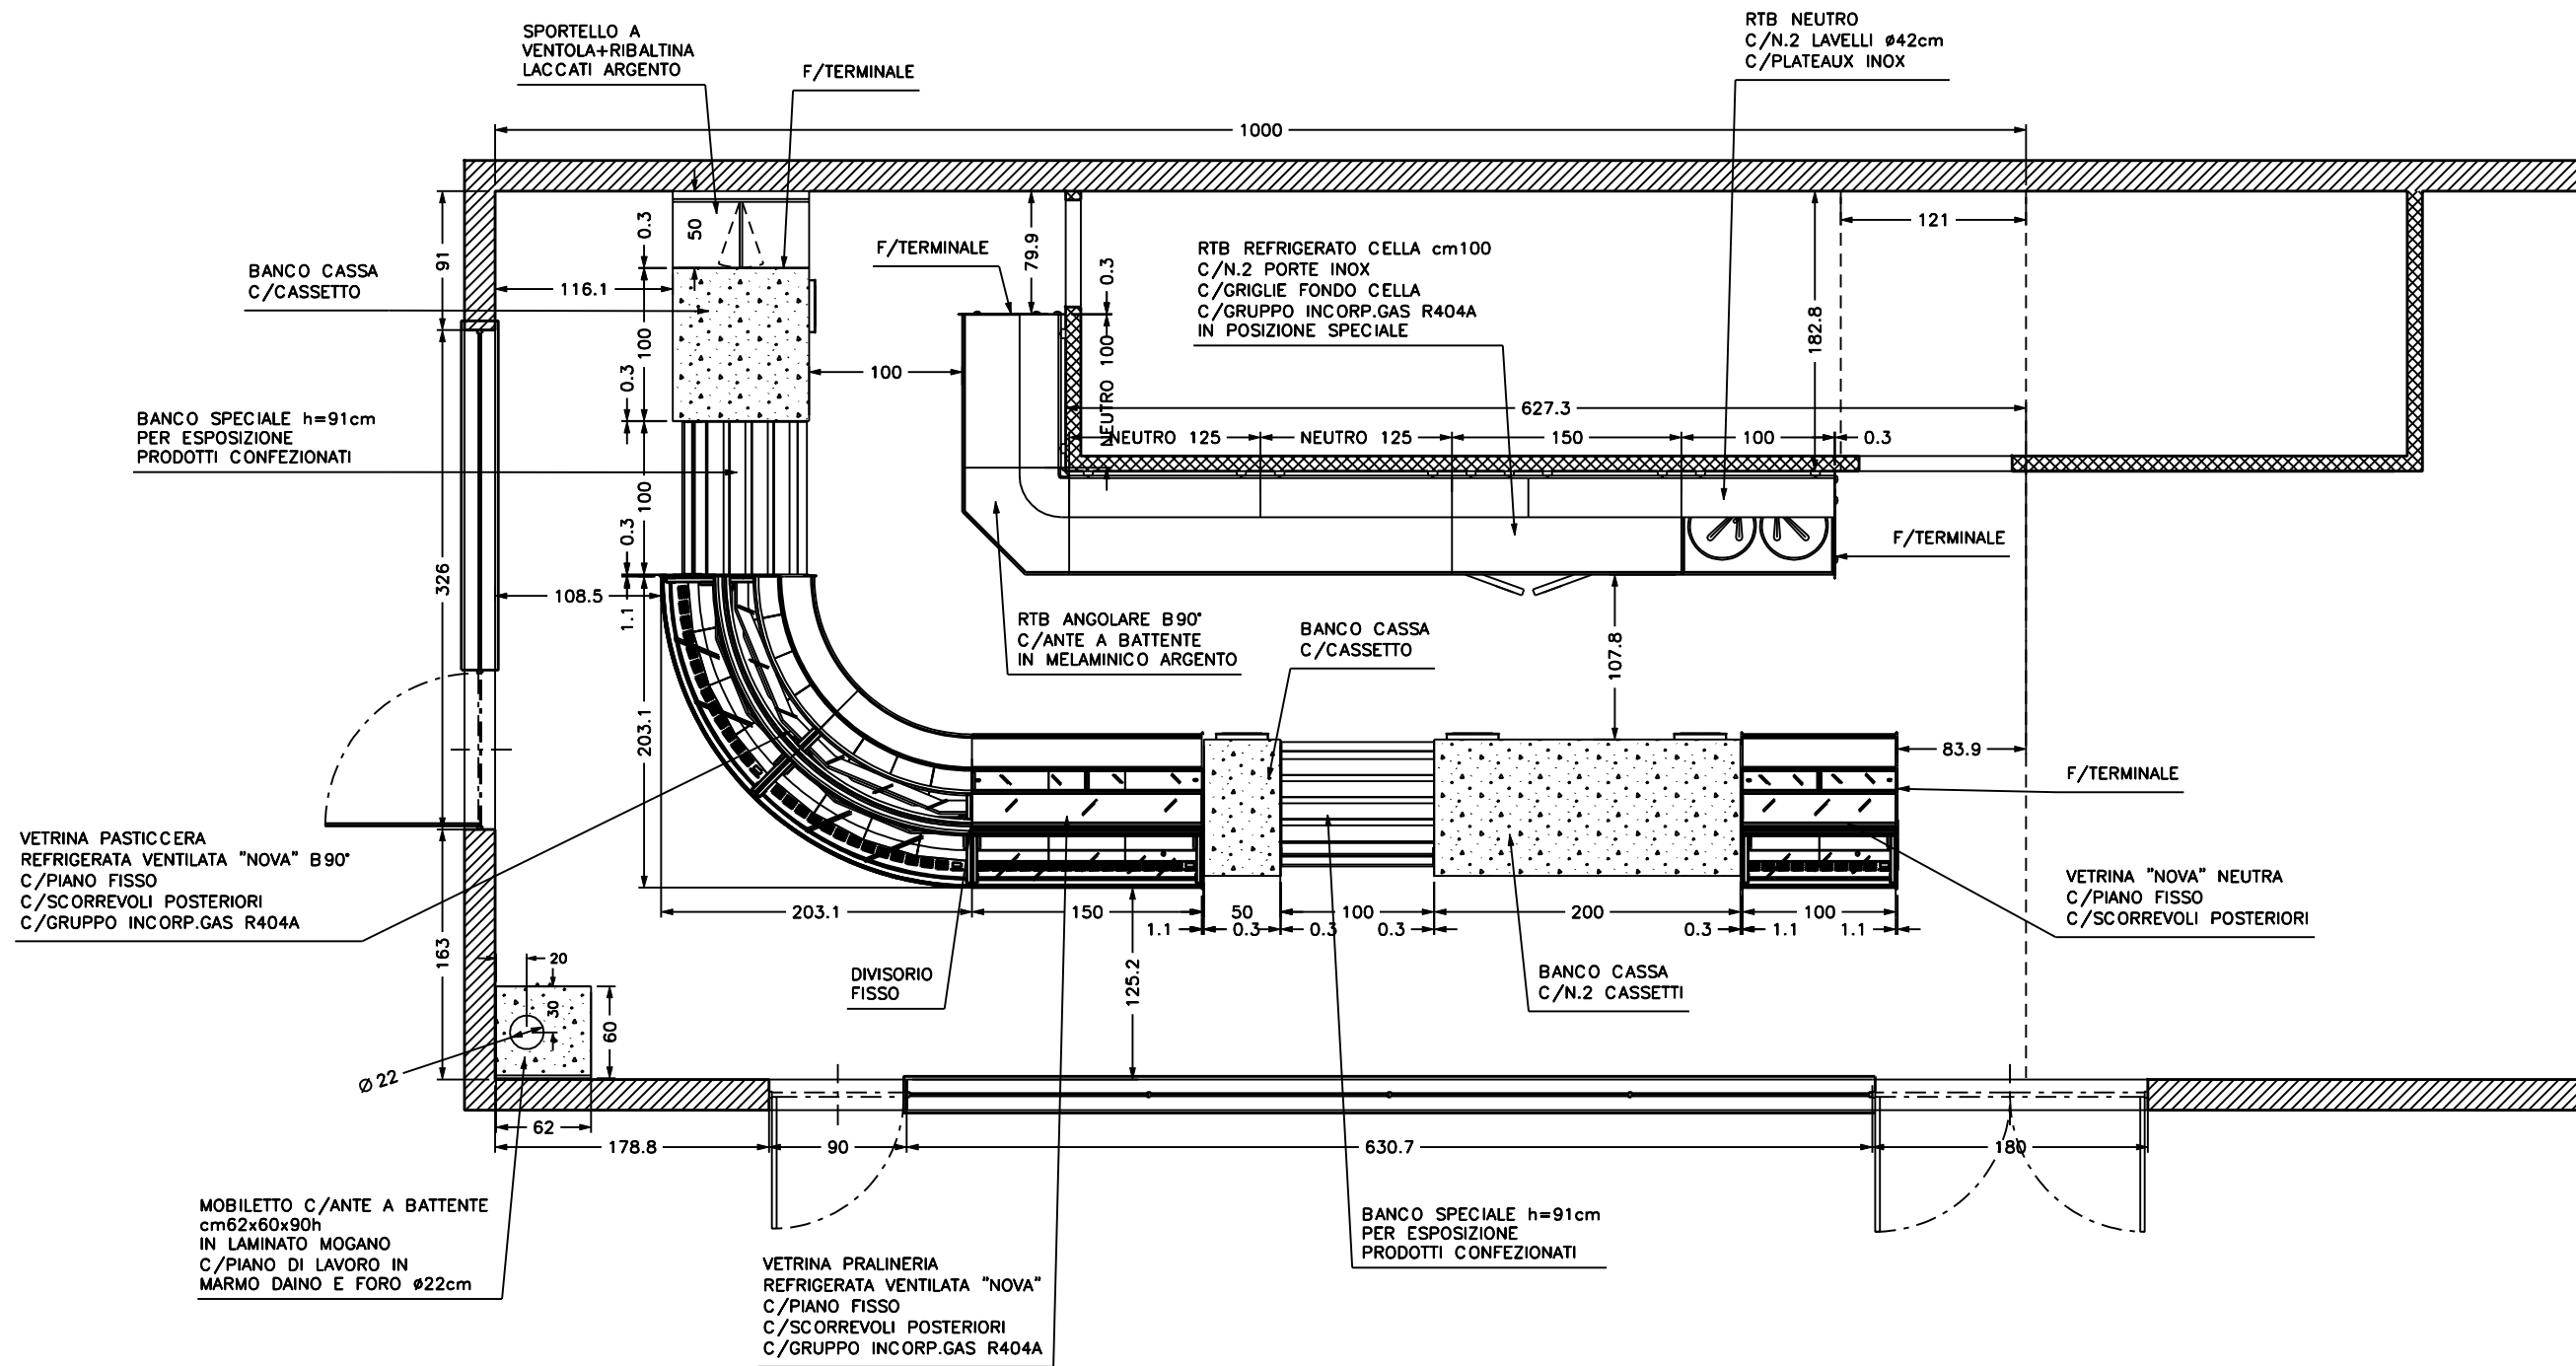 SPORTELLO A
VENTOLA+RIBALTINA
LACCATI ARGENTO
F/TERMINALE
RTB NEUTRO
C/N.2 LAVELLI ø42cm
C/PLATEAUX INOX
1000
BANCO CASSA
C/CASSETTO
91
116.1
0.3
50
100
0.3
F/TERMINALE
79.9
0.3
NEUTRO 100
100
RTB REFRIGERATO CELLA cm100
C/N.2 PORTE INOX
C/GRIGLIE FONDO CELLA
C/GRUPPO INCORP.GAS R404A
IN POSIZIONE SPECIALE
182.8
121
627.3
NEUTRO 125
NEUTRO 125
150
100
0.3
BANCO SPECIALE h=91cm
PER ESPOSIZIONE
PRODOTTI CONFEZIONATI
100
0.3
326
108.5
1.1
203.1
F/TERMINALE
RTB ANGOLARE B90°
C/ANTE A BATTENTE
IN MELAMINICO ARGENTO
BANCO CASSA
C/CASSETTO
107.8
83.9
F/TERMINALE
VETRINA PASTICCERA
REFRIGERATA VENTILATA "NOVA" B90°
C/PIANO FISSO
C/SCORREVOLI POSTERIORI
C/GRUPPO INCORP.GAS R404A
VETRINA "NOVA" NEUTRA
C/PIANO FISSO
C/SCORREVOLI POSTERIORI
203.1
150
50
100
200
100
1.1
0.3
0.3
0.3
0.3
1.1
1.1
163
20
30
60
Ø 22
DIVISORIO
FISSO
125.2
BANCO CASSA
C/N.2 CASSETTI
62
178.8
90
630.7
180
MOBILETTO C/ANTE A BATTENTE
cm62x60x90h
IN LAMINATO MOGANO
C/PIANO DI LAVORO IN
MARMO DAINO E FORO ø22cm
VETRINA PRALINERIA
REFRIGERATA VENTILATA "NOVA"
C/PIANO FISSO
C/SCORREVOLI POSTERIORI
C/GRUPPO INCORP.GAS R404A
BANCO SPECIALE h=91cm
PER ESPOSIZIONE
PRODOTTI CONFEZIONATI